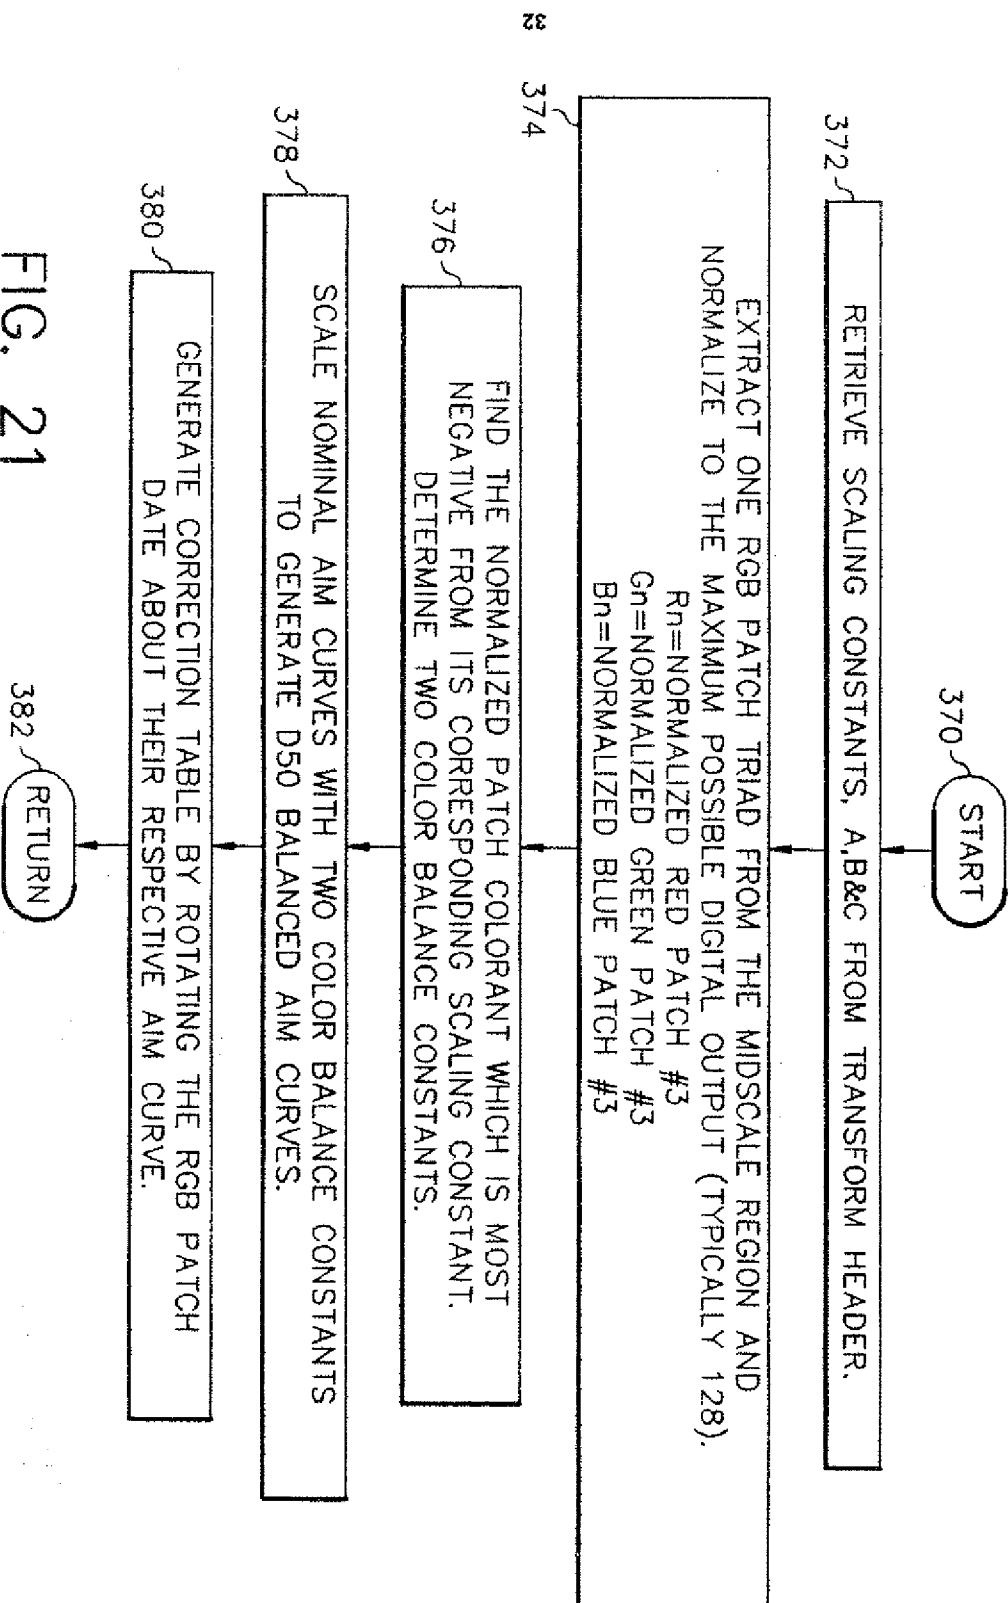 32
370
START
372
RETRIEVE SCALING CONSTANTS, A,B&C FROM TRANSFORM HEADER.
374
EXTRACT ONE RGB PATCH TRIAD FROM THE MIDSCALE REGION AND
NORMALIZE TO THE MAXIMUM POSSIBLE DIGITAL OUTPUT (TYPICALLY 128).
Rn=NORMALIZED RED PATCH #3
Gn=NORMALIZED GREEN PATCH #3
Bn=NORMALIZED BLUE PATCH #3
376
FIND THE NORMALIZED PATCH COLORANT WHICH IS MOST
NEGATIVE FROM ITS CORRESPONDING SCALING CONSTANT.
DETERMINE TWO COLOR BALANCE CONSTANTS.
378
SCALE NOMINAL AIM CURVES WITH TWO COLOR BALANCE CONSTANTS
TO GENERATE D50 BALANCED AIM CURVES.
380
GENERATE CORRECTION TABLE BY ROTATING THE RGB PATCH
DATE ABOUT THEIR RESPECTIVE AIM CURVE.
382
RETURN
FIG. 21